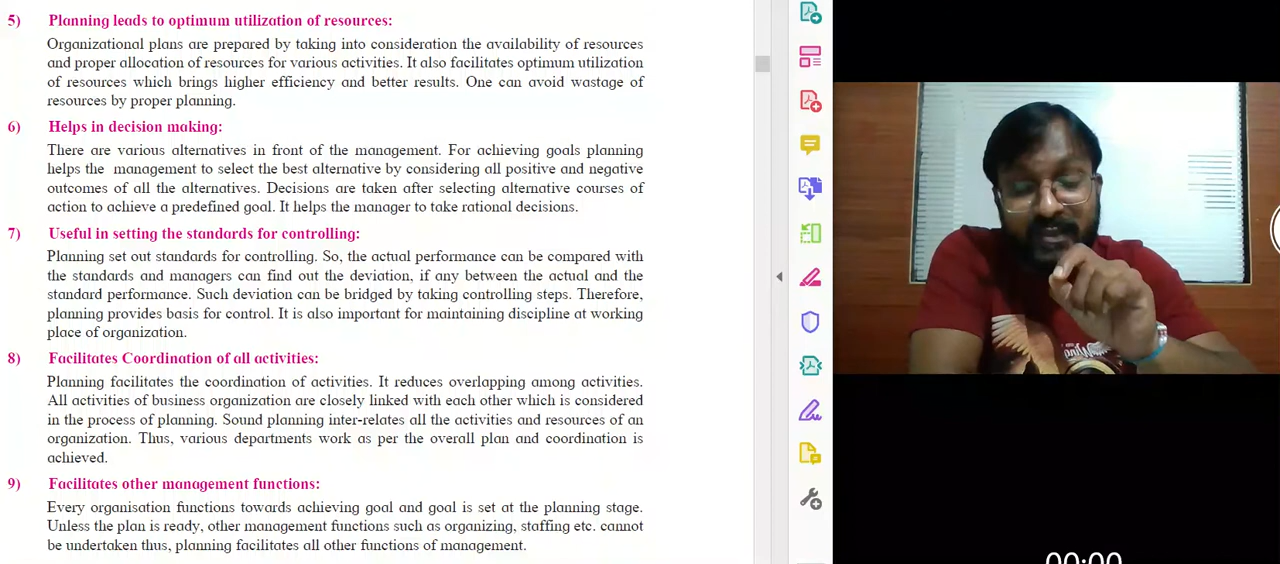 5) Planning leads to optimum utilization of resources:
Organizational plans are prepared by taking into consideration the availability of resources
and proper allocation of resources for various activities. It also facilitates optimum utilization
of resources which brings higher efficiency and better results. One can avoid wastage of
resources by proper planning.
6) Helps in decision making:
There are various alternatives in front of the management. For achieving goals planning
helps the management to select the best alternative by considering all positive and negative
outcomes of all the alternatives. Decisions are taken after selecting alternative courses of
action to achieve a predefined goal. It helps the manager to take rational decisions.
7) Useful in setting the standards for controlling:
Planning set out standards for controlling. So, the actual performance can be compared with
the standards and managers can find out the deviation, if any between the actual and the
standard performance. Such deviation can be bridged by taking controlling steps. Therefore,
planning provides basis for control. It is also important for maintaining discipline at working
place of organization.
8) Facilitates Coordination of all activities:
Planning facilitates the coordination of activities. It reduces overlapping among activities.
All activities of business organization are closely linked with each other which is considered
in the process of planning. Sound planning inter-relates all the activities and resources of an
organization. Thus, various departments work as per the overall plan and coordination is
achieved.
9) Facilitates other management functions:
Every organisation functions towards achieving goal and goal is set at the planning stage.
Unless the plan is ready, other management functions such as organizing, staffing etc. cannot
be undertaken thus, planning facilitates all other functions of management.
00:00